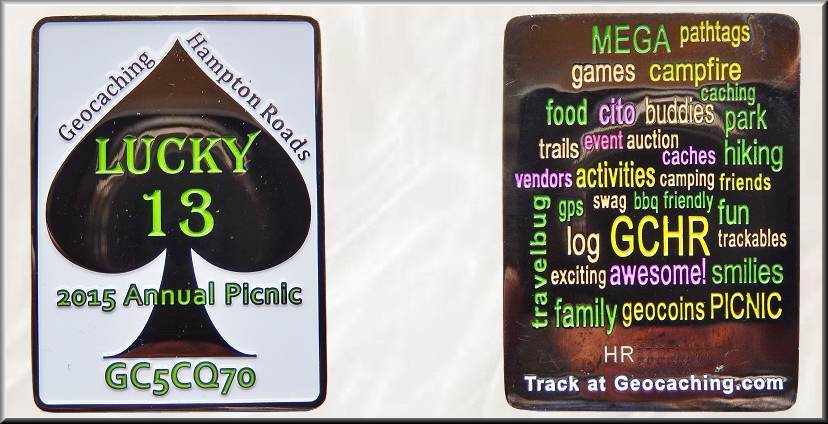 Geocaching Hampton Roads
LUCKY
13
2015 Annual Picnic
GC5CQ70
MEGA pathtags
games campfire
caching
food cito buddies park
trails event auction
caches hiking
vendors activities camping friends
gps swag bbq friendly fun
travelbug
log GCHR trackables
exciting awesome! smilies
family geocoins PICNIC
HR
Track at Geocaching.com